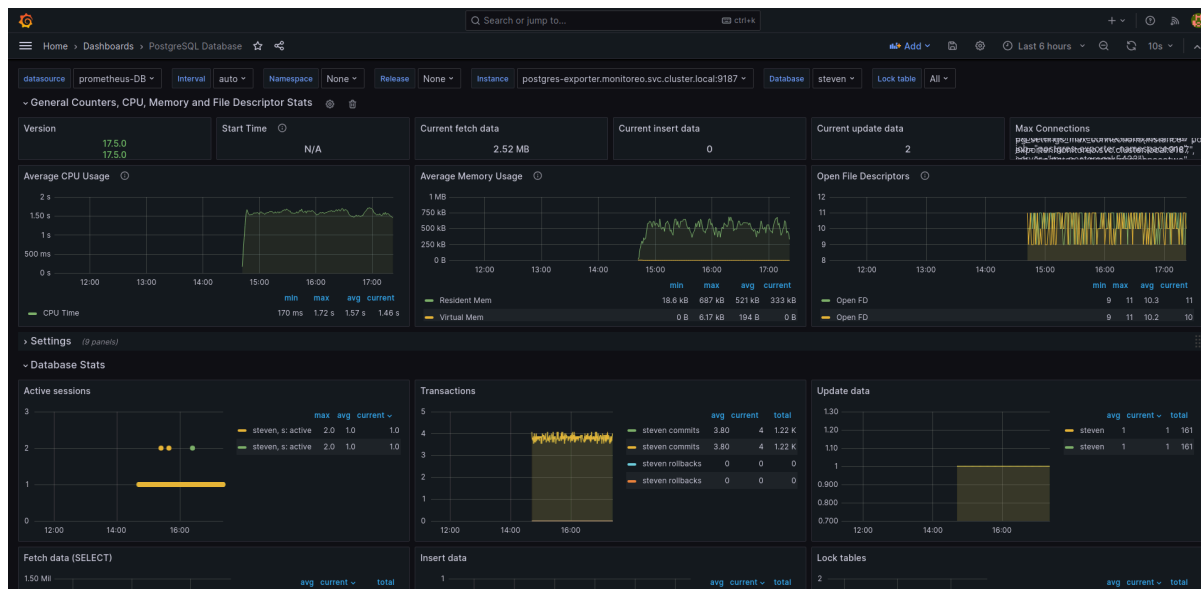 Search or jump to...
ctrl+k
Home › Dashboards › PostgreSQL Database
Add
Last 6 hours
10s
datasource prometheus-DB Interval auto Namespace None Release None Instance postgres-exporter.monitoreo.svc.cluster.local:9187 Database steven Lock table All
General Counters, CPU, Memory and File Descriptor Stats
Version
17.5.0
17.5.0
Start Time
N/A
Current fetch data
2.52 MB
Current insert data
0
Current update data
2
Max Connections
Average CPU Usage
2 s
1.50 s
1 s
500 ms
0 s
12:00 13:00 14:00 15:00 16:00 17:00
min max avg current
CPU Time 170 ms 1.72 s 1.57 s 1.46 s
Average Memory Usage
1 MB
750 kB
500 kB
250 kB
0 B
12:00 13:00 14:00 15:00 16:00 17:00
min max avg current
Resident Mem 18.6 kB 687 kB 521 kB 333 kB
Virtual Mem 0 B 6.17 kB 194 B 0 B
Open File Descriptors
12
11
10
9
8
12:00 13:00 14:00 15:00 16:00 17:00
min max avg current
Open FD 9 11 10.3 11
Open FD 9 11 10.2 10
Settings (9 panels)
Database Stats
Active sessions
3
2
1
0
12:00 14:00 16:00
max avg current
steven, s: active 2.0 1.0 1.0
steven, s: active 2.0 1.0 1.0
Transactions
5
4
3
2
1
0
12:00 14:00 16:00
avg current total
steven commits 3.80 4 1.22 K
steven commits 3.80 4 1.22 K
steven rollbacks 0 0 0
steven rollbacks 0 0 0
Update data
1.30
1.20
1.10
1
0.900
0.800
0.700
12:00 14:00 16:00
avg current total
steven 1 1 161
steven 1 1 161
Fetch data (SELECT)
1.50 Mil
avg current total
Insert data
1
avg current total
Lock tables
2
avg current total